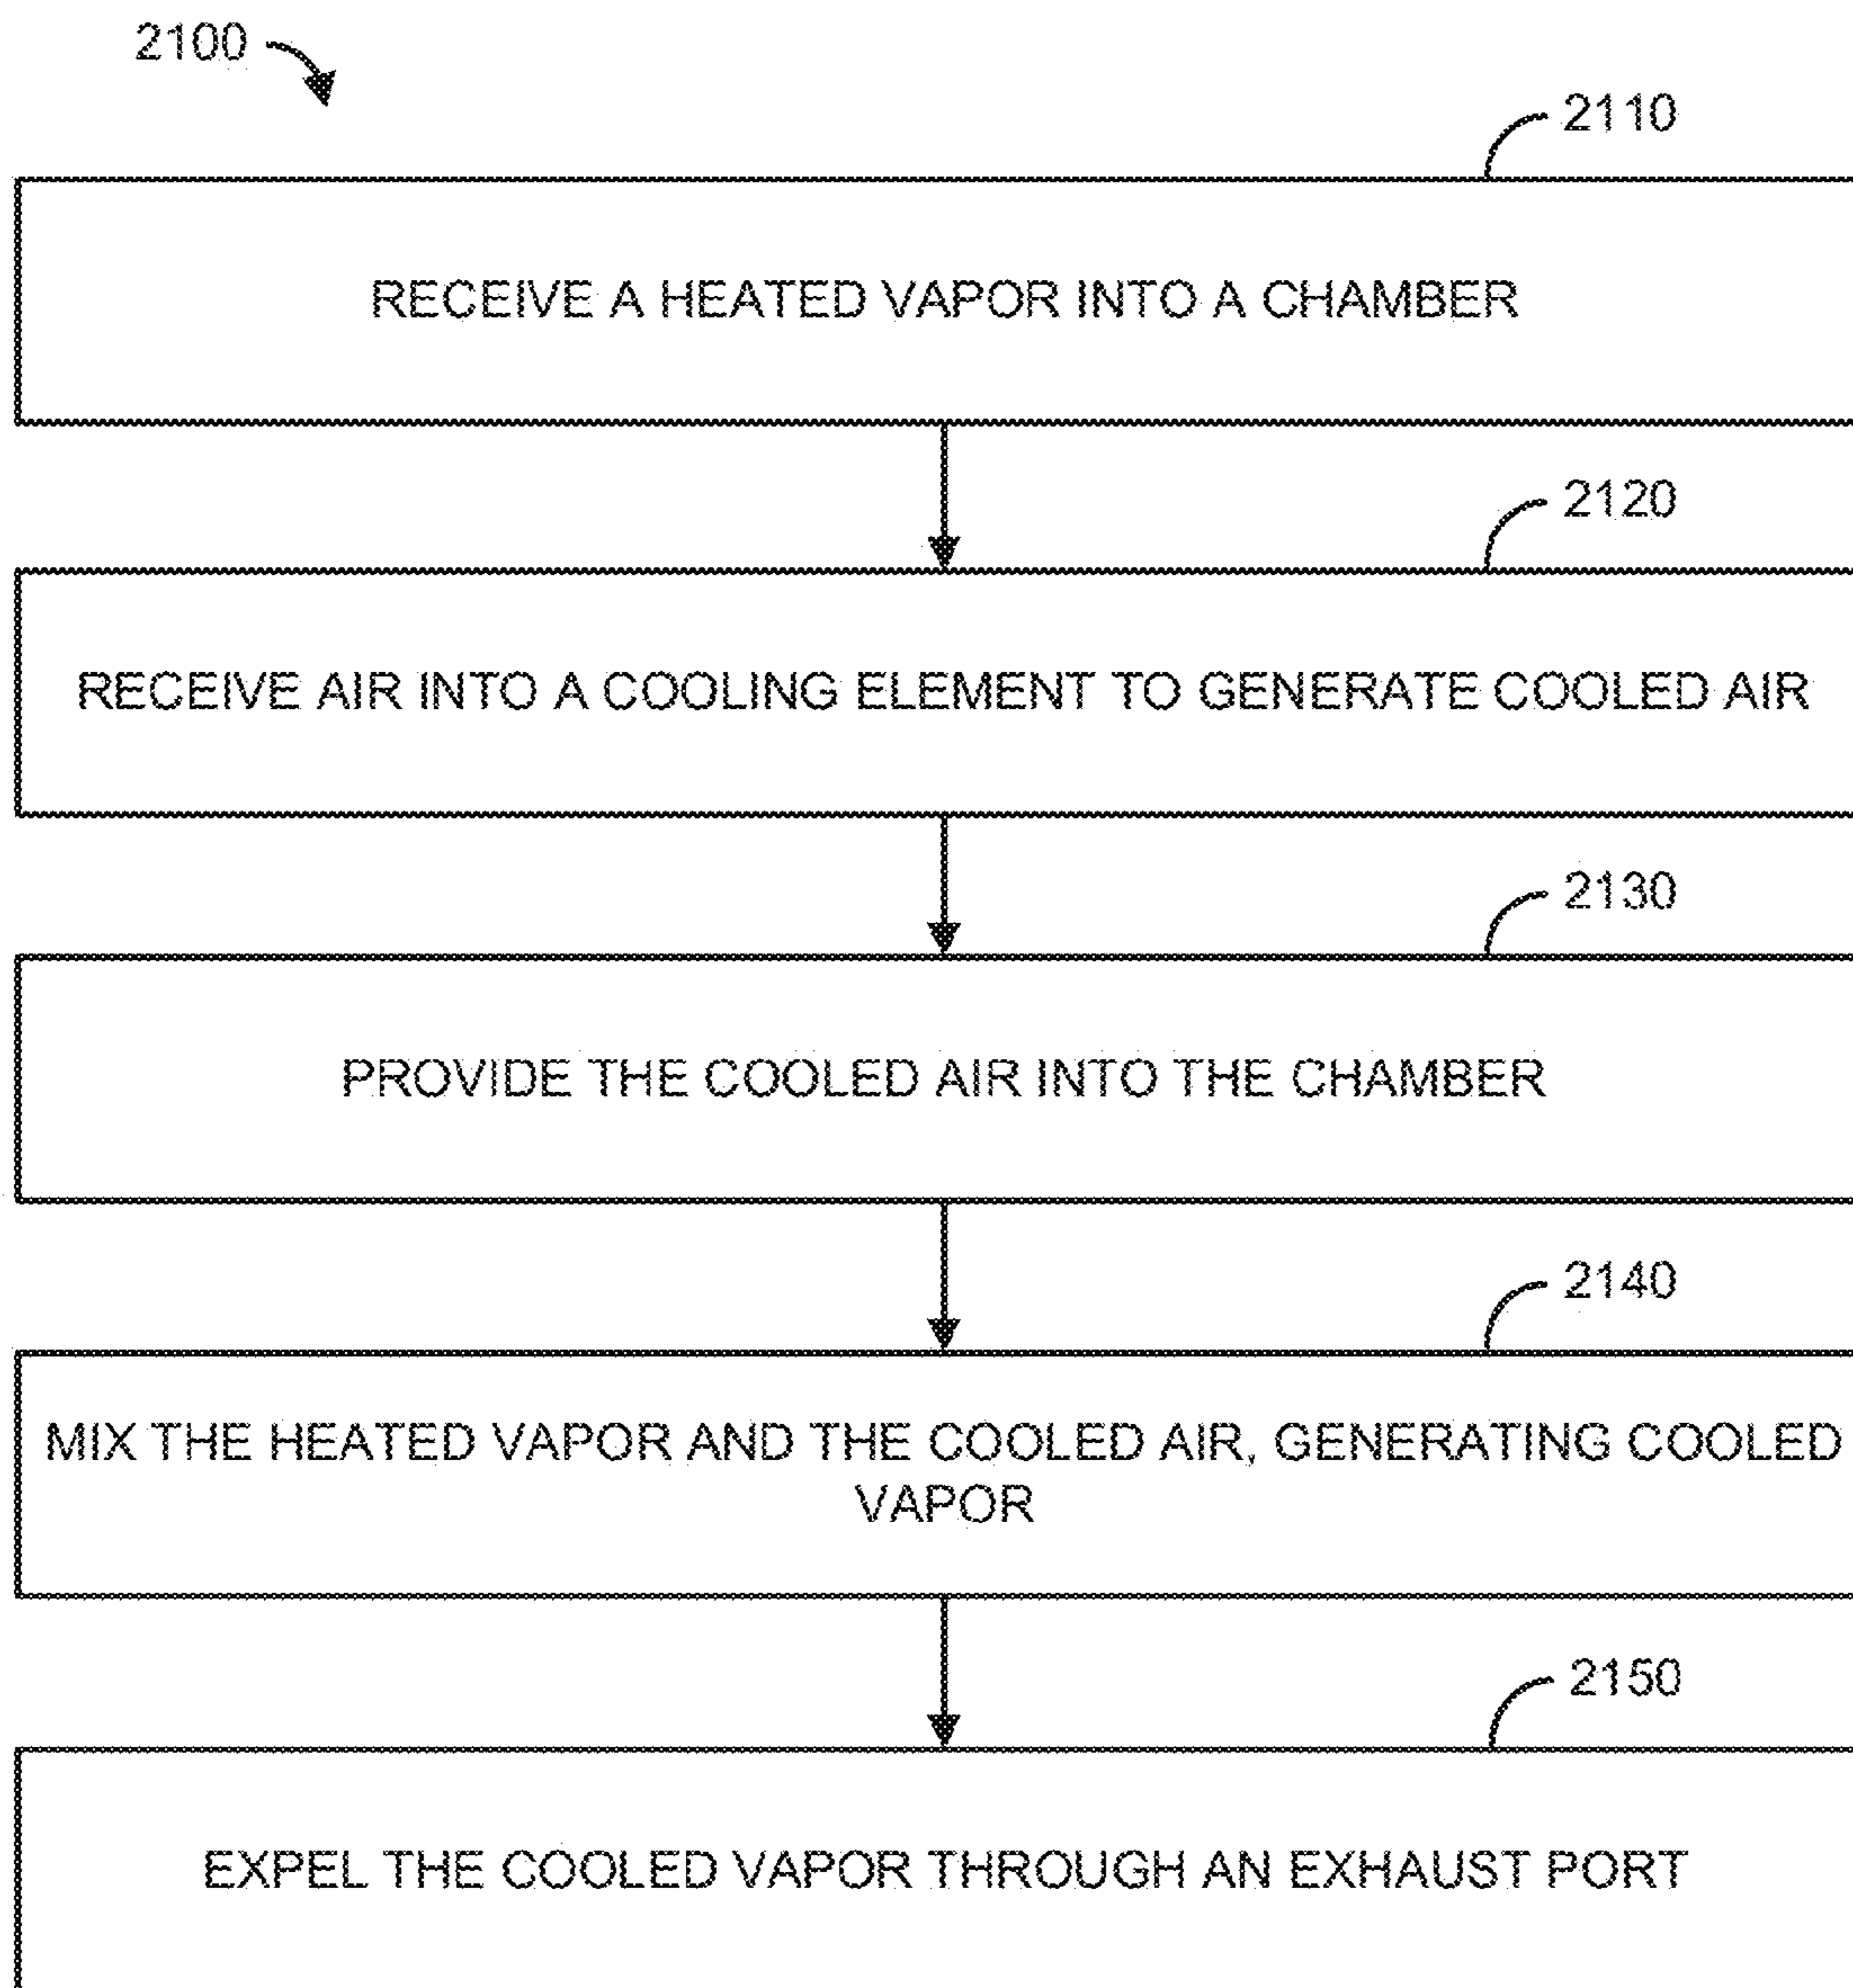 2100
2110
RECEIVE A HEATED VAPOR INTO A CHAMBER
2120
RECEIVE AIR INTO A COOLING ELEMENT TO GENERATE COOLED AIR
2130
PROVIDE THE COOLED AIR INTO THE CHAMBER
2140
MIX THE HEATED VAPOR AND THE COOLED AIR, GENERATING COOLED
VAPOR
2150
EXPEL THE COOLED VAPOR THROUGH AN EXHAUST PORT